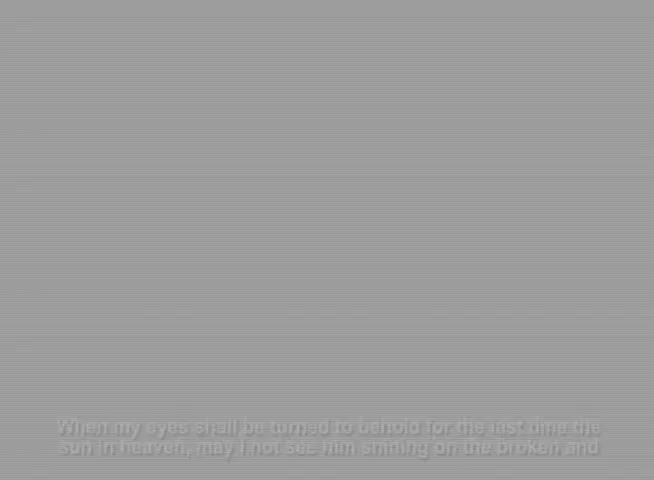 When my eyes shall be turned to behold for the last time the
sun in heaven, may I not see him shining on the broken and